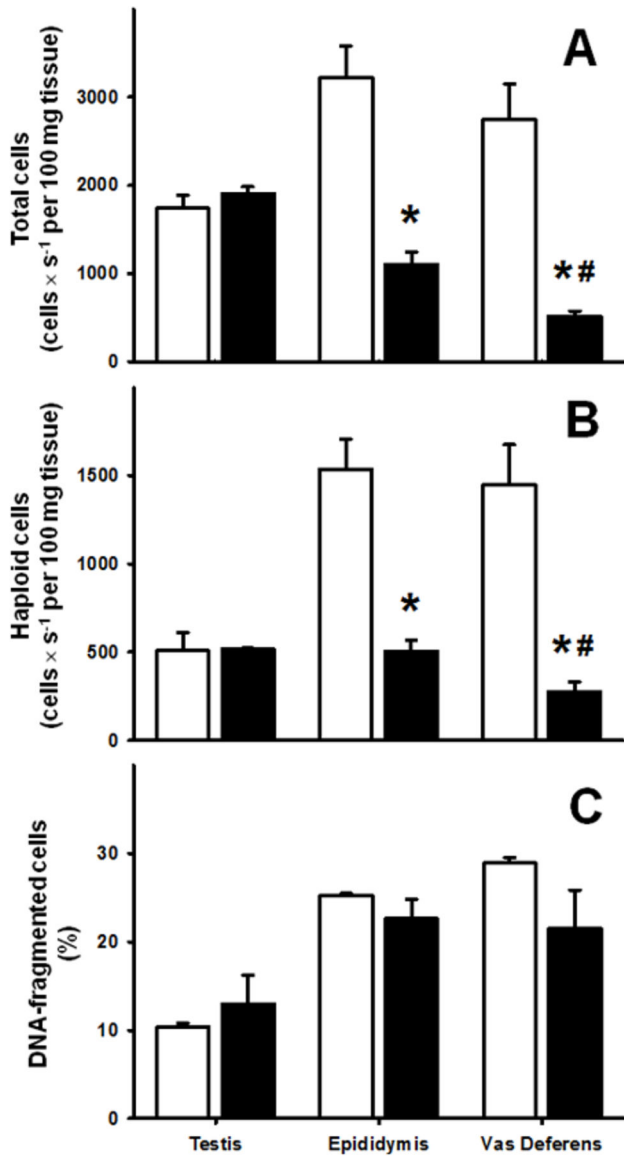 A
Total cells
(cells × s-1 per 100 mg tissue)
3000
2000
1000
0
*
*#
B
Haploid cells
(cells × s-1 per 100 mg tissue)
1500
1000
500
0
*
*#
C
DNA-fragmented cells
(%)
30
20
10
0
Testis
Epididymis
Vas Deferens